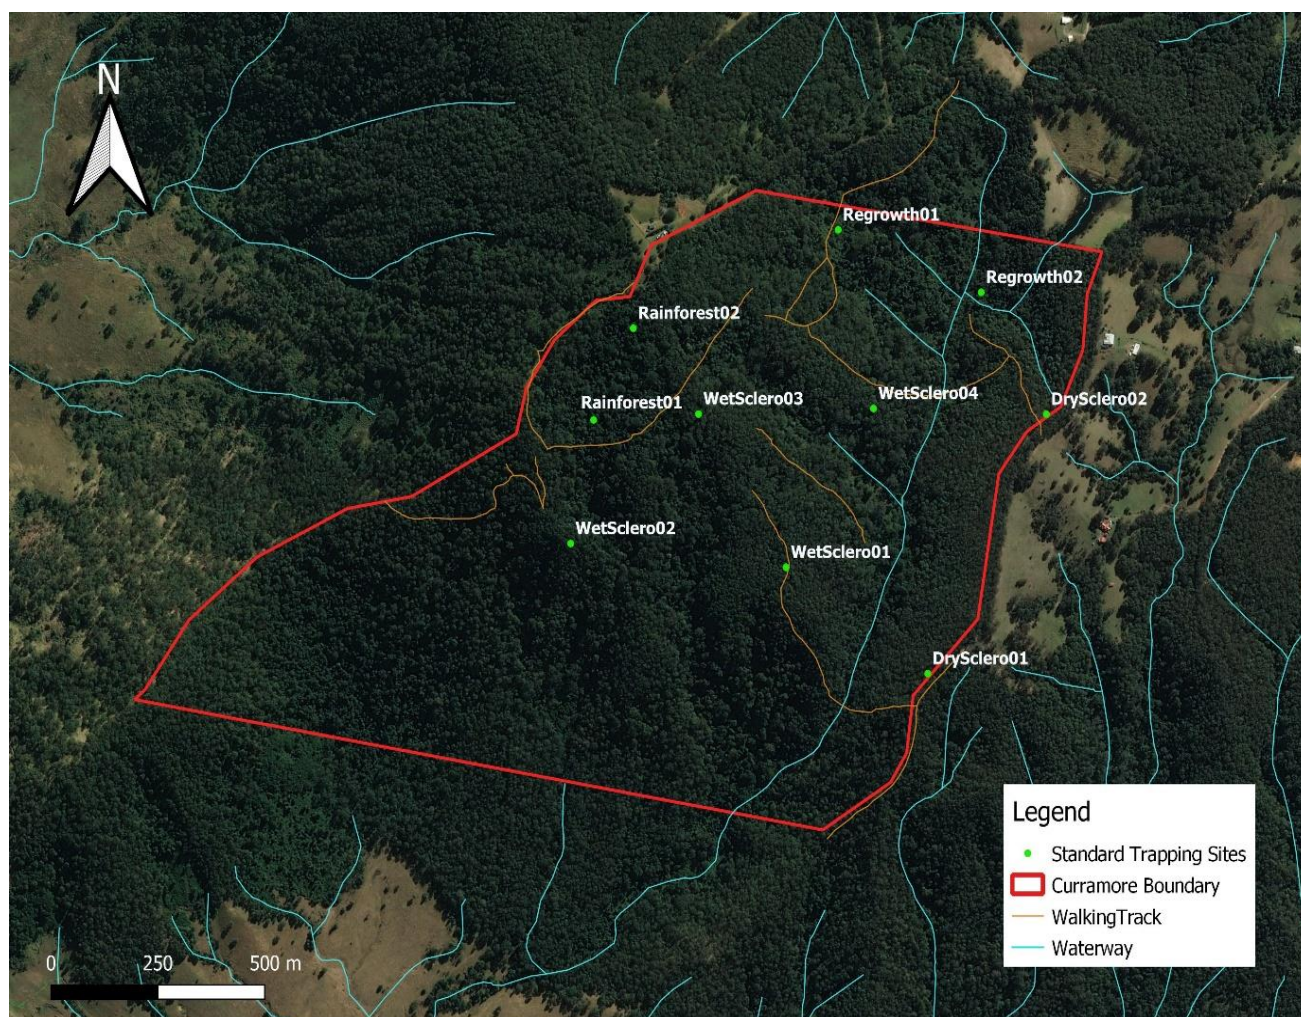 N
Regrowth01
Regrowth02
Rainforest02
Rainforest01
WetSclero03
WetSclero04
DrySclero02
WetSclero02
WetSclero01
DrySclero01
Legend
Standard Trapping Sites
Curramore Boundary
WalkingTrack
Waterway
0 250 500 m